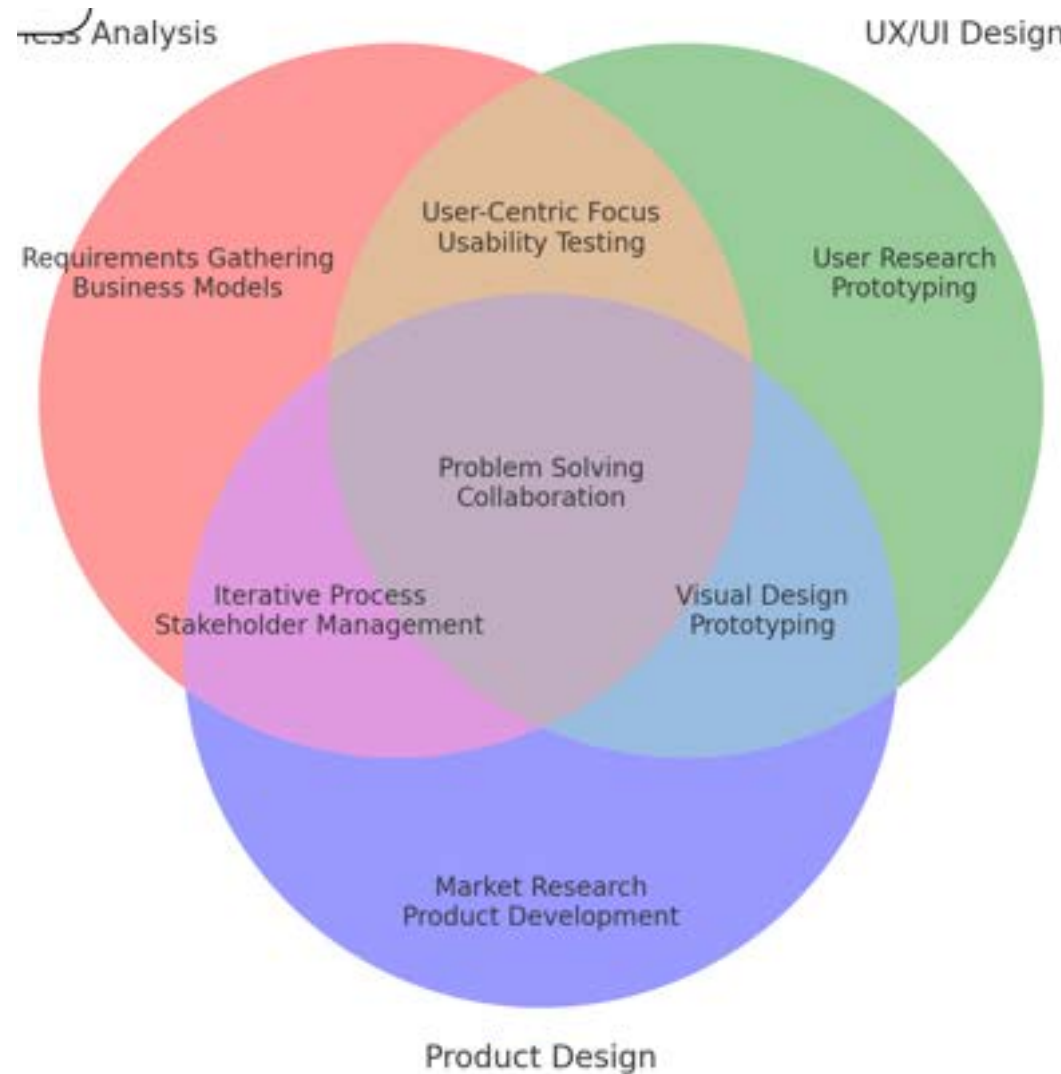 Analysis
UX/UI Design
User-Centric Focus
Usability Testing
Requirements Gathering
Business Models
User Research
Prototyping
Problem Solving
Collaboration
Iterative Process
Stakeholder Management
Visual Design
Prototyping
Market Research
Product Development
Product Design